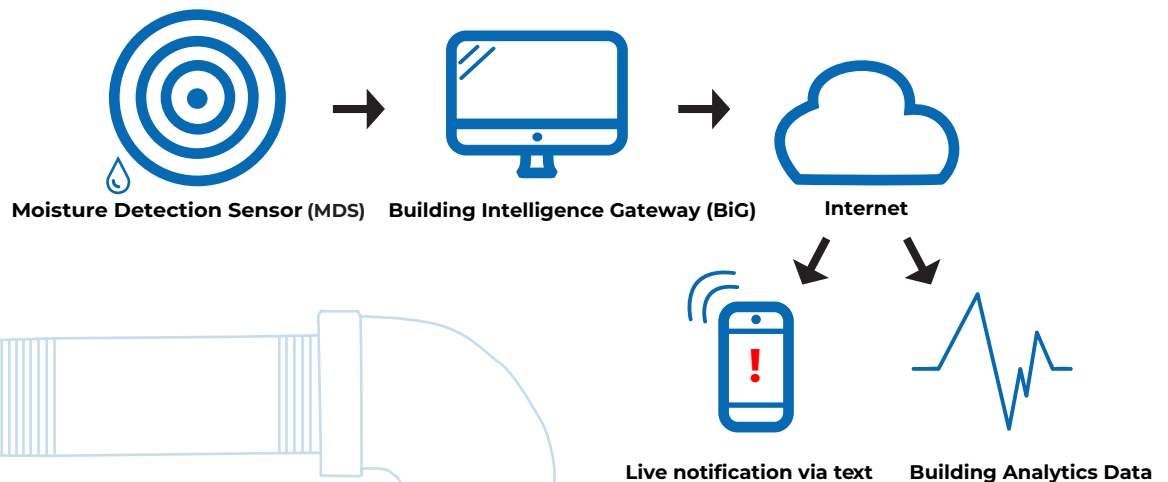 Moisture Detection Sensor (MDS)
Building Intelligence Gateway (BiG)
Internet
!
Live notification via text
Building Analytics Data